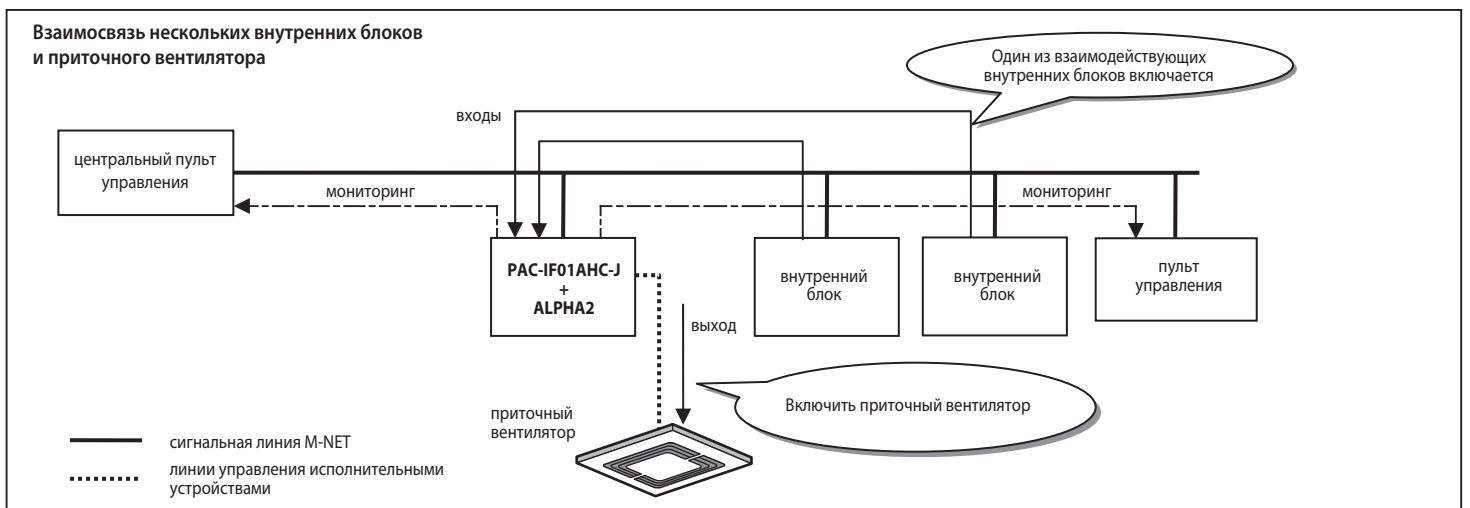 Взаимосвязь нескольких внутренних блоков
и приточного вентилятора
Один из взаимодействующих
внутренних блоков включается
входы
центральный пульт
управления
мониторинг
мониторинг
PAC-IF01AHC-J
+
ALPHA2
внутренний
блок
внутренний
блок
пульт
управления
выход
Включить приточный вентилятор
приточный
вентилятор
сигнальная линия M-NET
линии управления исполнительными
устройствами